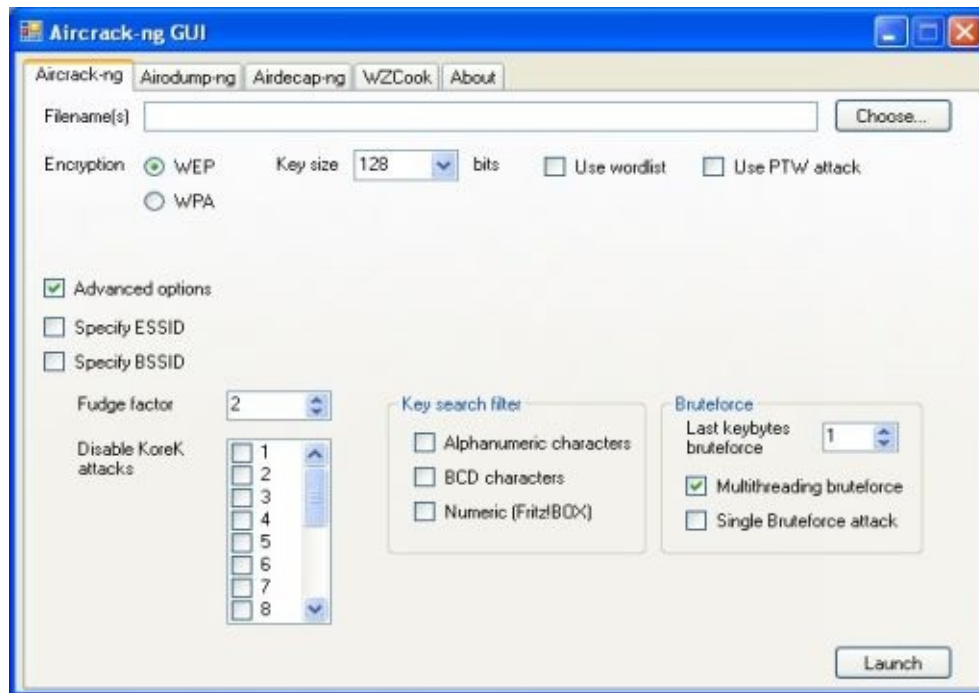 Aircrack-ng GUI
Aircrack-ng Airodump-ng Airdecap-ng WZCook About
Filename(s) Choose...
Encryption WEP Key size 128 bits Use wordlist Use PTW attack
WPA
Advanced options
Specify ESSID
Specify BSSID
Fudge factor 2
Disable KoreK
attacks
1
2
3
4
5
6
7
8
Key search filter
Alphanumeric characters
BCD characters
Numeric (Fritz!BOX)
Bruteforce
Last keybytes
bruteforce
1
Multithreading bruteforce
Single Bruteforce attack
Launch